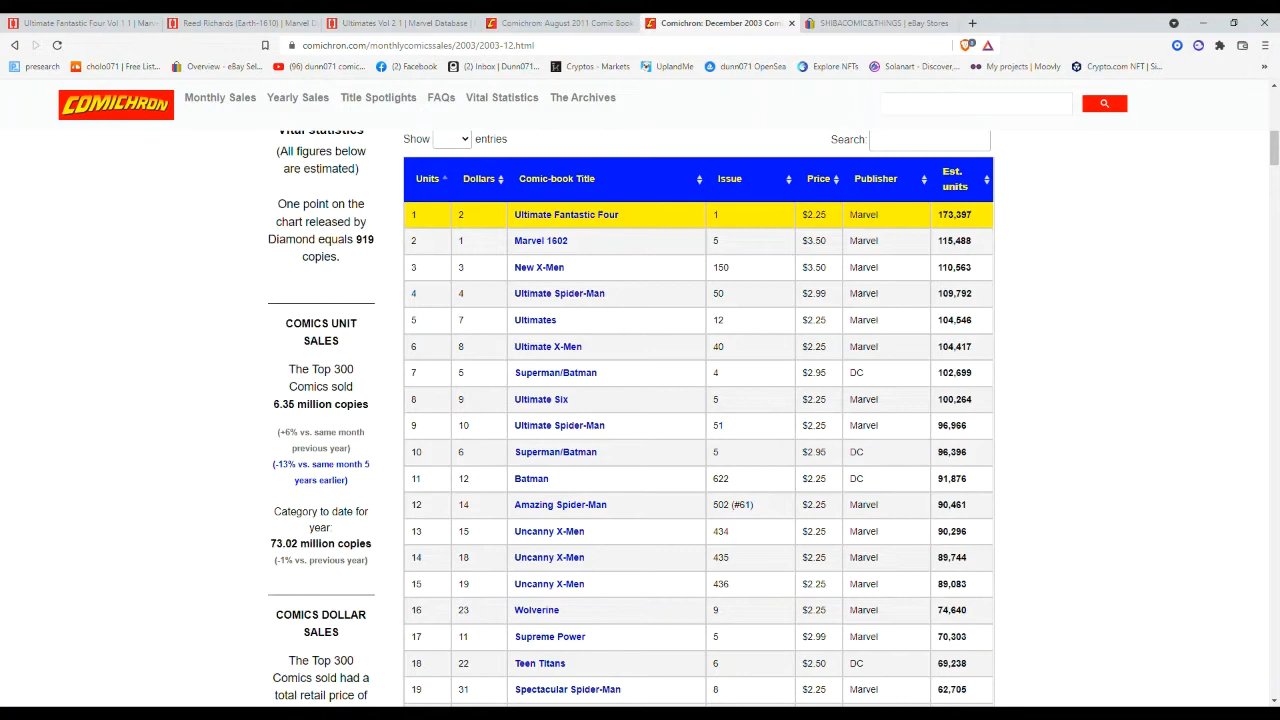 Ultimate Fantastic Four Vol 1 1 | Marv
Reed Richards (Earth-1610) | Marvel D
Ultimates Vol 2 1 | Marvel Database |
Comichron: August 2011 Comic Book
Comichron: December 2003 Comi
SHIBACOMIC&THINGS | eBay Stores
comichron.com/monthlycomicssales/2003/2003-12.html
presearch
cholo071 | Free List...
Overview - eBay Sel...
(96) dunn071 comic...
(2) Facebook
(2) Inbox | Dunn071...
Cryptos - Markets
UplandMe
dunn071 Opensea
Explore NFTs
Solanart - Discover,...
My projects | Moovly
Crypto.com NFT | Si...
COMICHRON
Monthly Sales
Yearly Sales
Title Spotlights
FAQs
Vital Statistics
The Archives
Vital statistics
(All figures below
are estimated)
One point on the
chart released by
Diamond equals 919
copies.
COMICS UNIT
SALES
The Top 300
Comics sold
6.35 million copies
(+6% vs. same month
previous year)
(-13% vs. same month 5
years earlier)
Category to date for
year:
73.02 million copies
(-1% vs. previous year)
COMICS DOLLAR
SALES
The Top 300
Comics sold had a
total retail price of
Show entries
Search:
Units Dollars Comic-book Title Issue Price Publisher Est. units
1 2 Ultimate Fantastic Four 1 $2.25 Marvel 173,397
2 1 Marvel 1602 5 $3.50 Marvel 115,488
3 3 New X-Men 150 $3.50 Marvel 110,563
4 4 Ultimate Spider-Man 50 $2.99 Marvel 109,792
5 7 Ultimates 12 $2.25 Marvel 104,546
6 8 Ultimate X-Men 40 $2.25 Marvel 104,417
7 5 Superman/Batman 4 $2.95 DC 102,699
8 9 Ultimate Six 5 $2.25 Marvel 100,264
9 10 Ultimate Spider-Man 51 $2.25 Marvel 96,966
10 6 Superman/Batman 5 $2.95 DC 96,396
11 12 Batman 622 $2.25 DC 91,876
12 14 Amazing Spider-Man 502 (#61) $2.25 Marvel 90,461
13 15 Uncanny X-Men 434 $2.25 Marvel 90,296
14 18 Uncanny X-Men 435 $2.25 Marvel 89,744
15 19 Uncanny X-Men 436 $2.25 Marvel 89,083
16 23 Wolverine 9 $2.25 Marvel 74,640
17 11 Supreme Power 5 $2.99 Marvel 70,303
18 22 Teen Titans 6 $2.50 DC 69,238
19 31 Spectacular Spider-Man 8 $2.25 Marvel 62,705